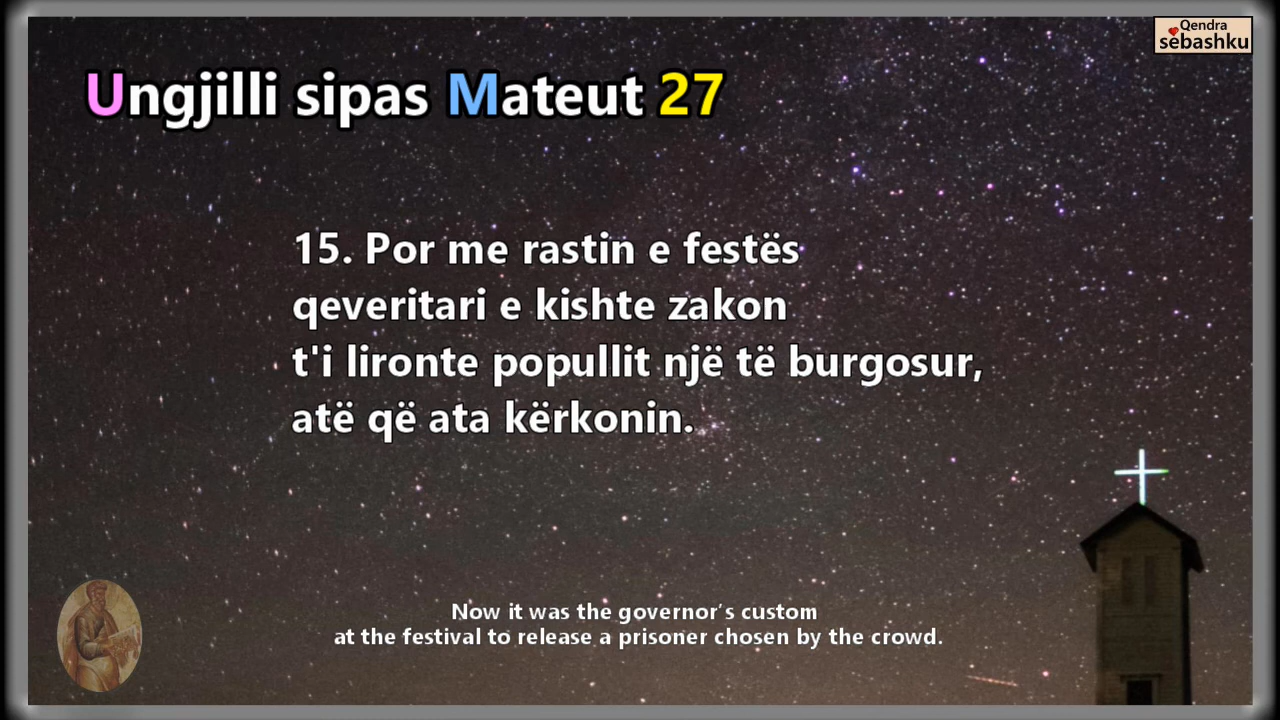 Qendra
sebashku
Ungjilli sipas Mateut 27
15. Por me rastin e festës
qeveritari e kishte zakon
t'i lironte popullit një të burgosur,
atë që ata kërkonin.
Now it was the governor's custom
at the festival to release a prisoner chosen by the crowd.